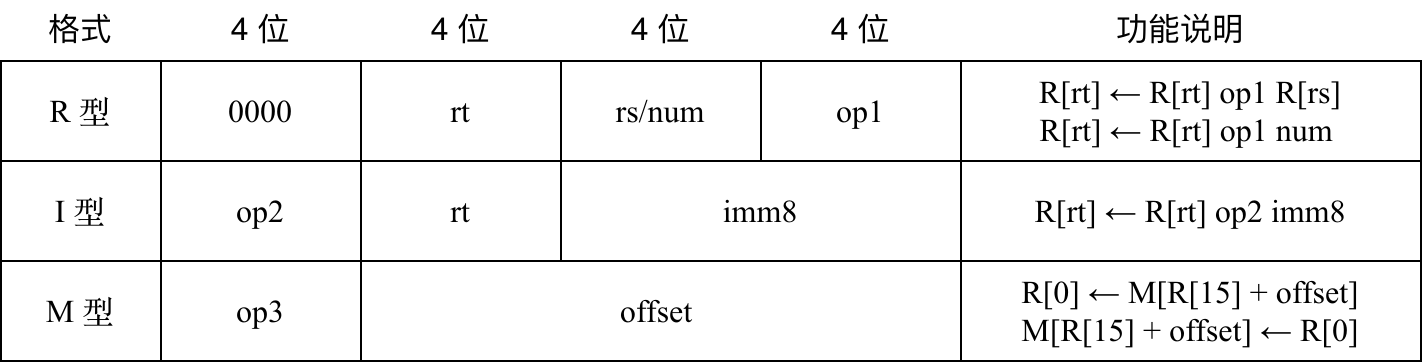 格式 4 位 4 位 4 位 4 位 功能说明
R 型 0000 rt rs/num op1 R[rt] ← R[rt] op1 R[rs]
R[rt] ← R[rt] op1 num
I 型 op2 rt imm8 R[rt] ← R[rt] op2 imm8
M 型 op3 offset R[0] ← M[R[15] + offset]
M[R[15] + offset] ← R[0]